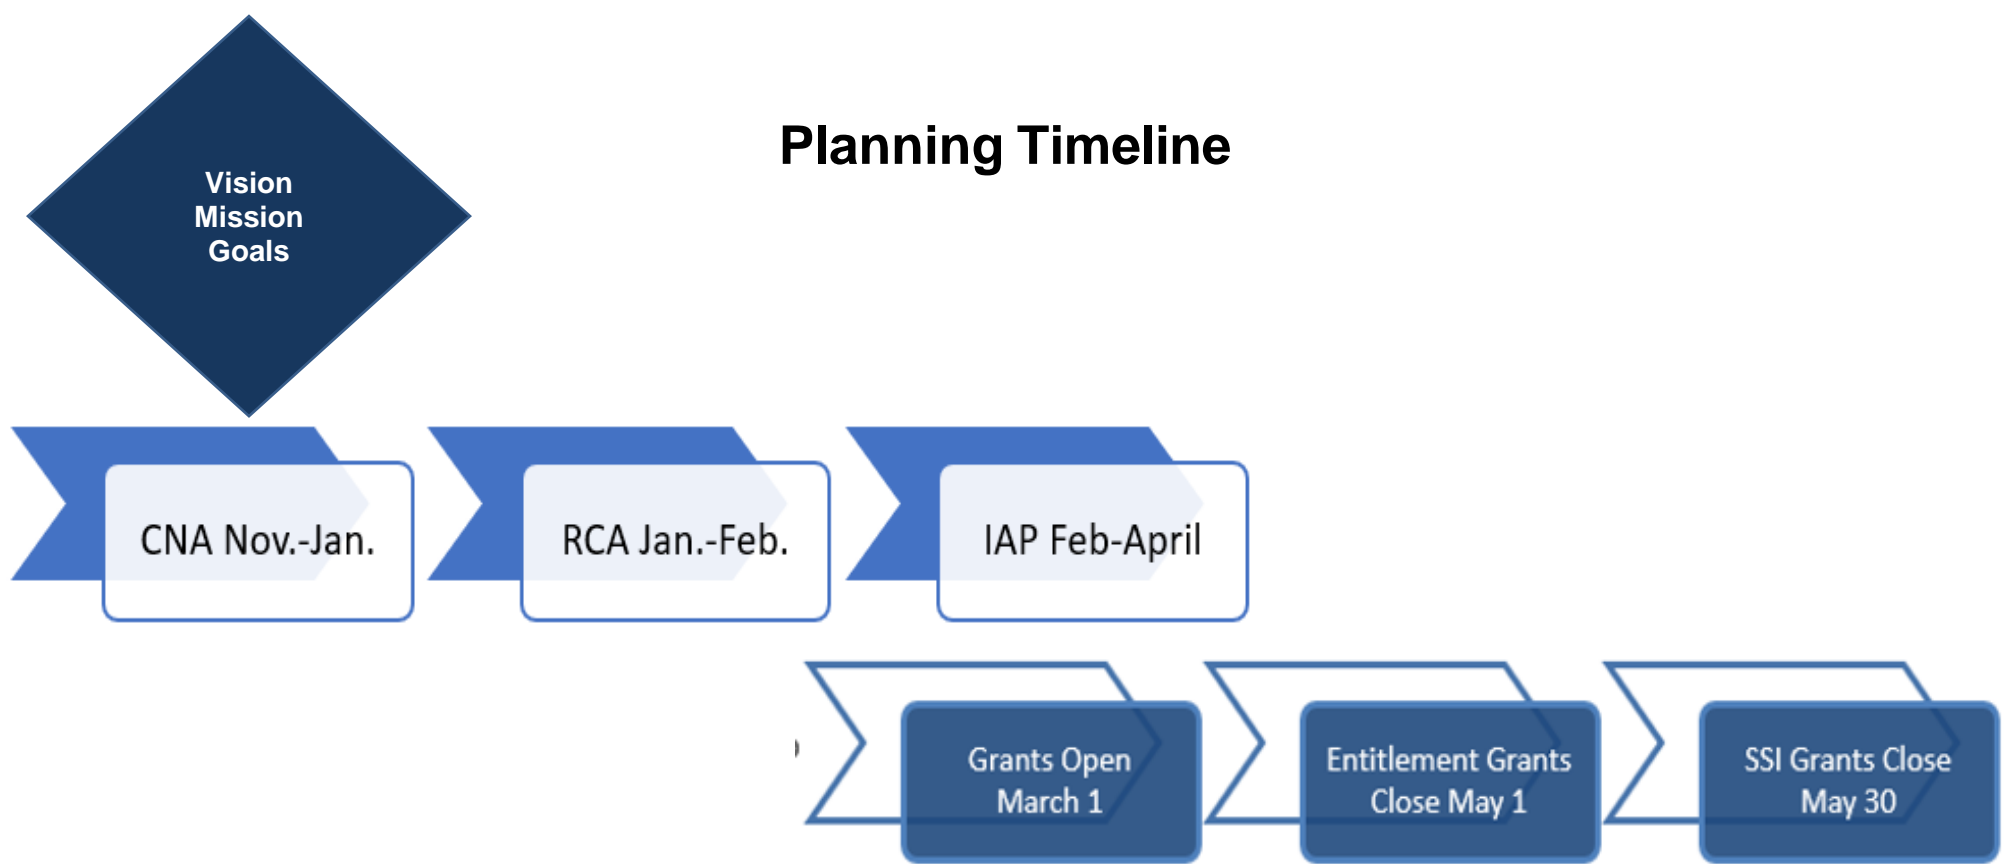 Planning Timeline
Vision
Mission
Goals
CNA Nov.-Jan.
RCA Jan.-Feb.
IAP Feb-April
Grants Open
March 1
Entitlement Grants
Close May 1
SSI Grants Close
May 30